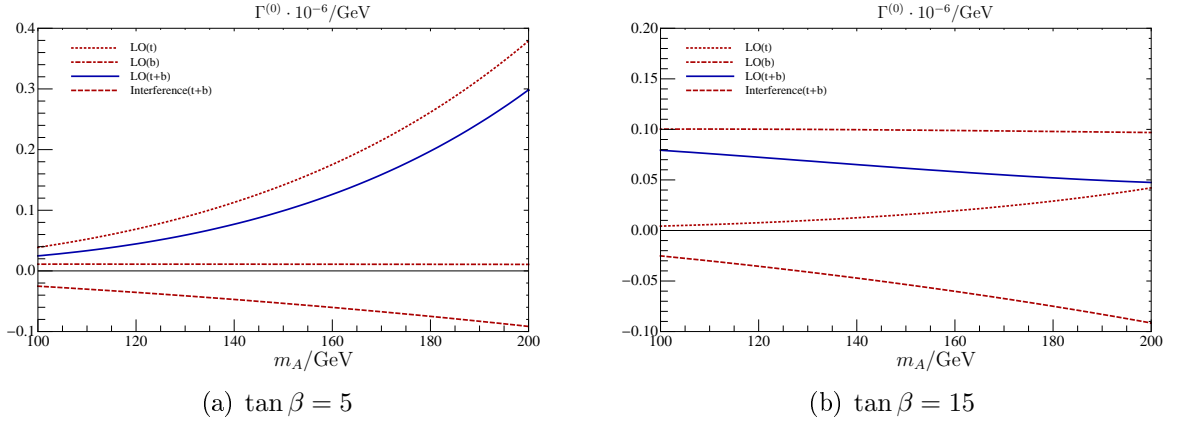 Γ⁽⁰⁾ · 10⁻⁶/GeV
0.4
0.3
0.2
0.1
0.0
−0.1
LO(t)
LO(b)
LO(t+b)
Interference(t+b)
100 120 140 160 180 200
m_A/GeV
(a) tan β = 5
Γ⁽⁰⁾ · 10⁻⁶/GeV
0.20
0.15
0.10
0.05
0.00
−0.05
−0.10
LO(t)
LO(b)
LO(t+b)
Interference(t+b)
100 120 140 160 180 200
m_A/GeV
(b) tan β = 15